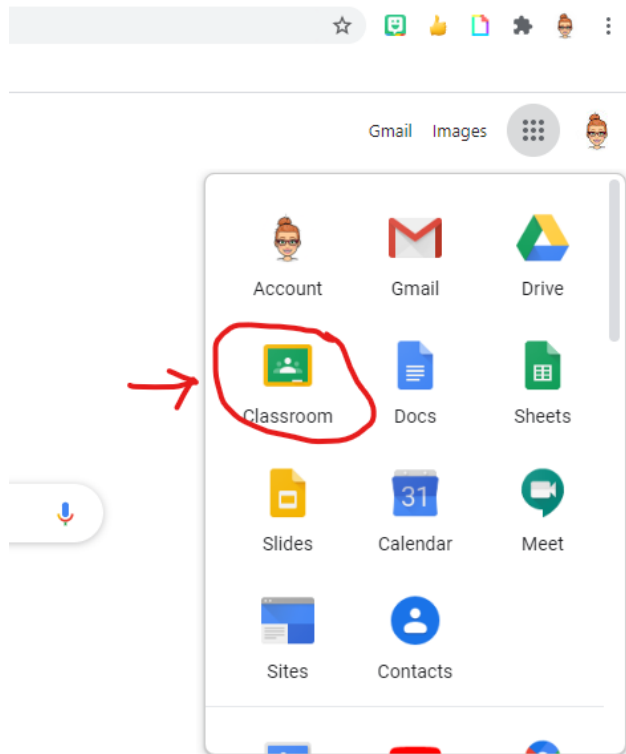 Gmail Images
Account Gmail Drive
Classroom Docs Sheets
31
Slides Calendar Meet
Sites Contacts